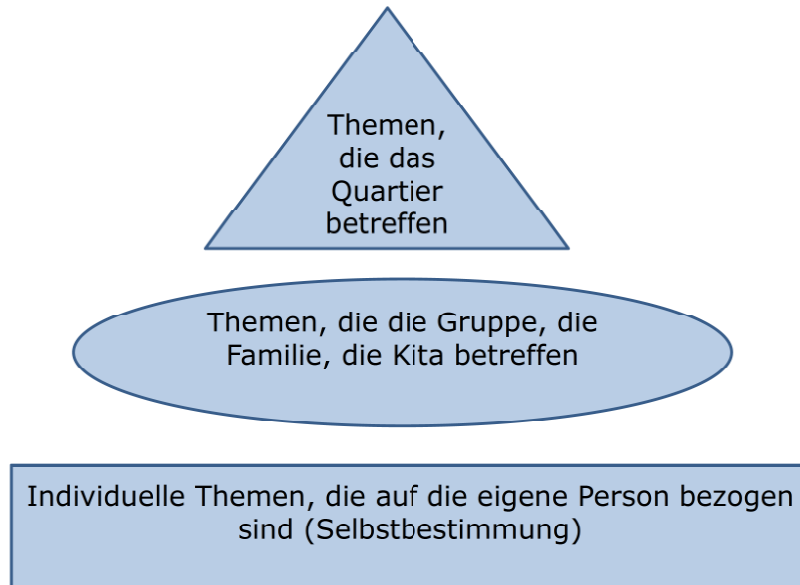 Themen,
die das
Quartier
betreffen
Themen, die die Gruppe, die
Familie, die Kita betreffen
Individuelle Themen, die auf die eigene Person bezogen
sind (Selbstbestimmung)